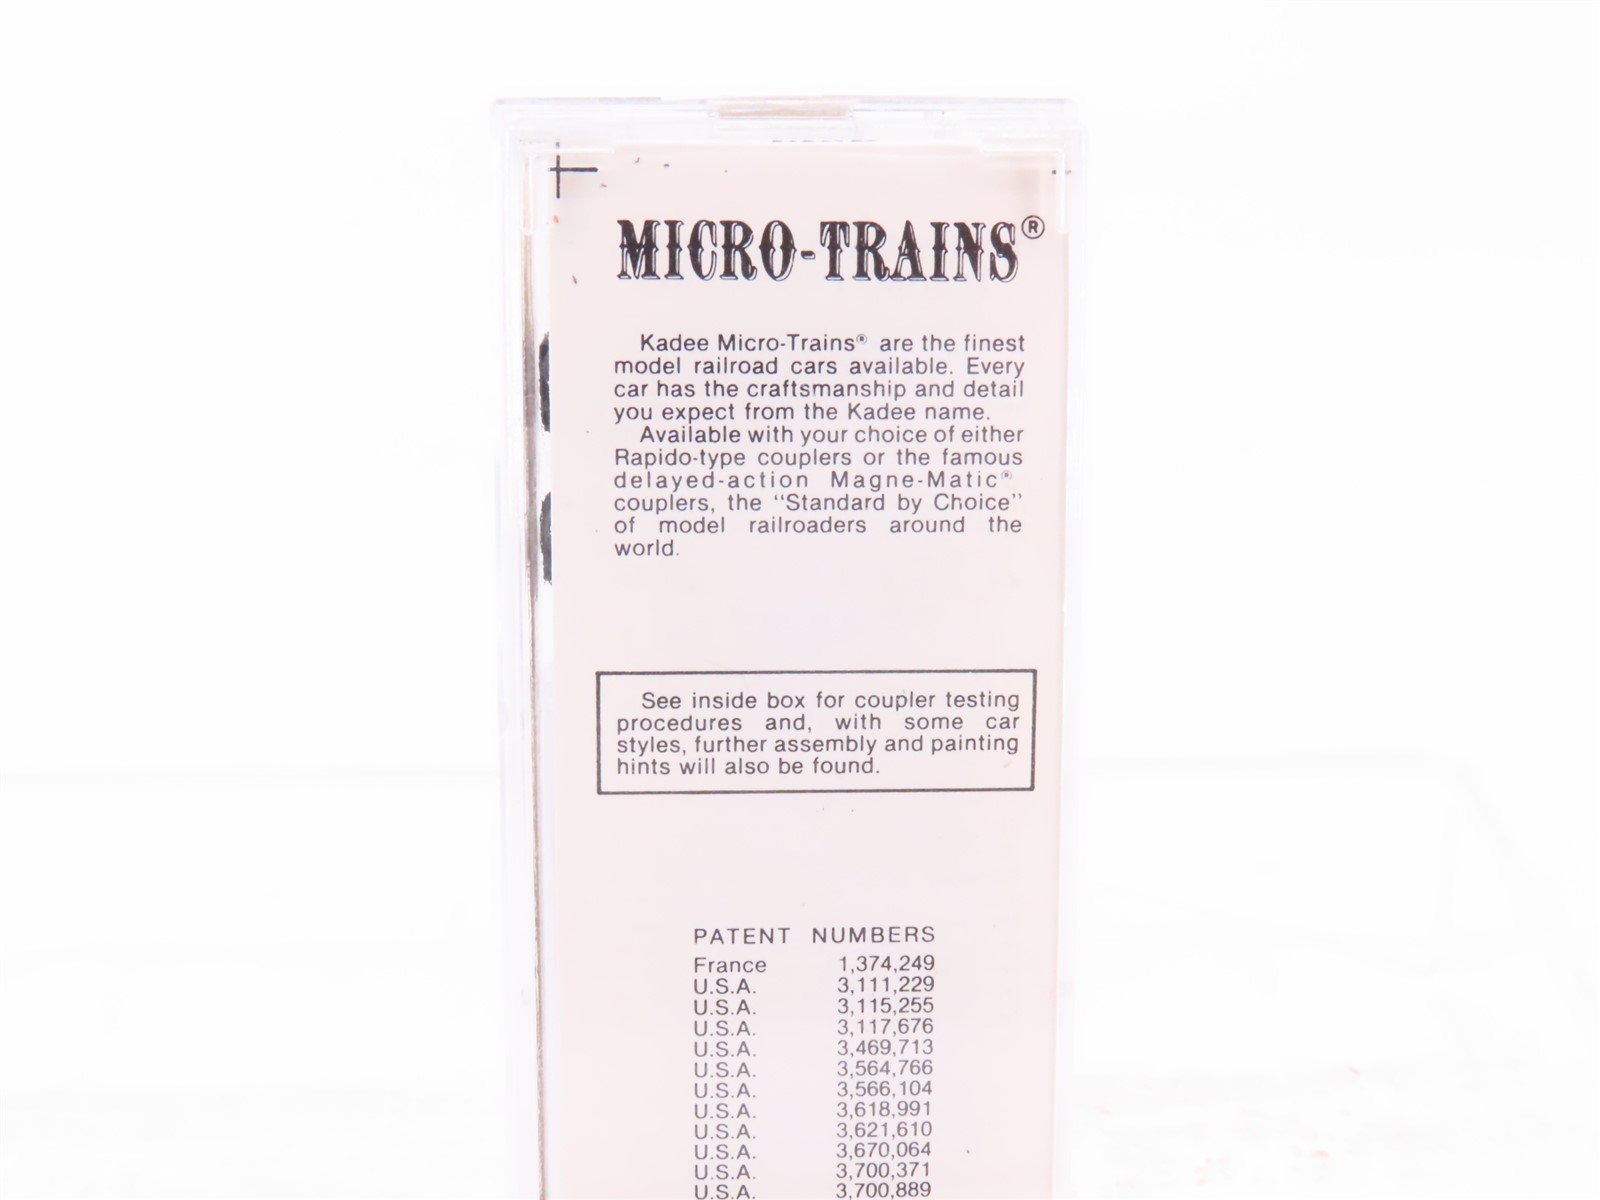 MICRO-TRAINS®
Kadee Micro-Trains® are the finest
model railroad cars available. Every
car has the craftsmanship and detail
you expect from the Kadee name.
Available with your choice of either
Rapido-type couplers or the famous
delayed-action Magne-Matic®
couplers, the "Standard by Choice"
of model railroaders around the
world.
See inside box for coupler testing
procedures and, with some car
styles, further assembly and painting
hints will also be found.
PATENT NUMBERS
France 1,374,249
U.S.A. 3,111,229
U.S.A. 3,115,255
U.S.A. 3,117,676
U.S.A. 3,469,713
U.S.A. 3,564,766
U.S.A. 3,566,104
U.S.A. 3,618,991
U.S.A. 3,621,610
U.S.A. 3,670,064
U.S.A. 3,700,371
U.S.A. 3,700,889